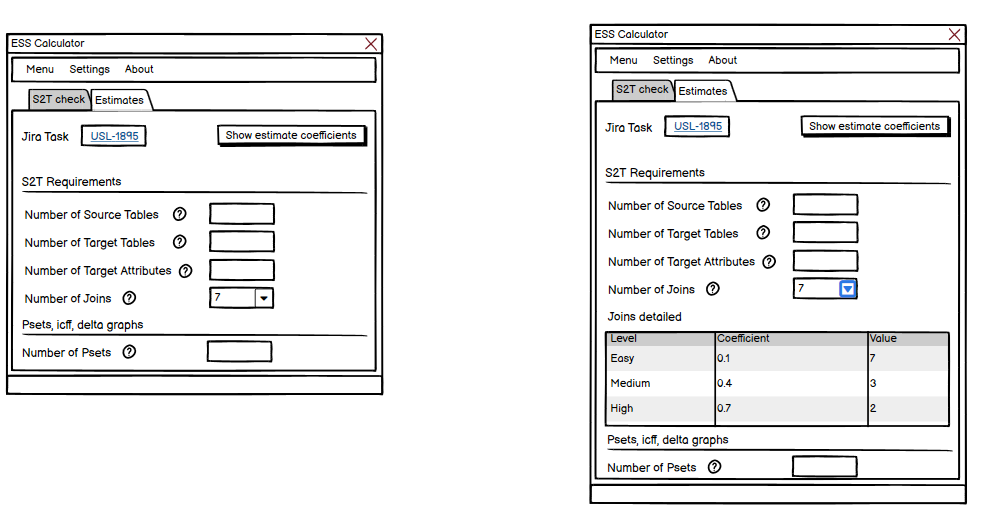 ESS Calculator
Menu Settings About
S2T check Estimates
Jira Task USL-1895 Show estimate coefficients
S2T Requirements
Number of Source Tables ?
Number of Target Tables ?
Number of Target Attributes ?
Number of Joins ? 7
Psets, icff, delta graphs
Number of Psets ?
ESS Calculator
Menu Settings About
S2T check Estimates
Jira Task USL-1895 Show estimate coefficients
S2T Requirements
Number of Source Tables ?
Number of Target Tables ?
Number of Target Attributes ?
Number of Joins ? 7
Joins detailed
Level Coefficient Value
Easy 0.1 7
Medium 0.4 3
High 0.7 2
Psets, icff, delta graphs
Number of Psets ?